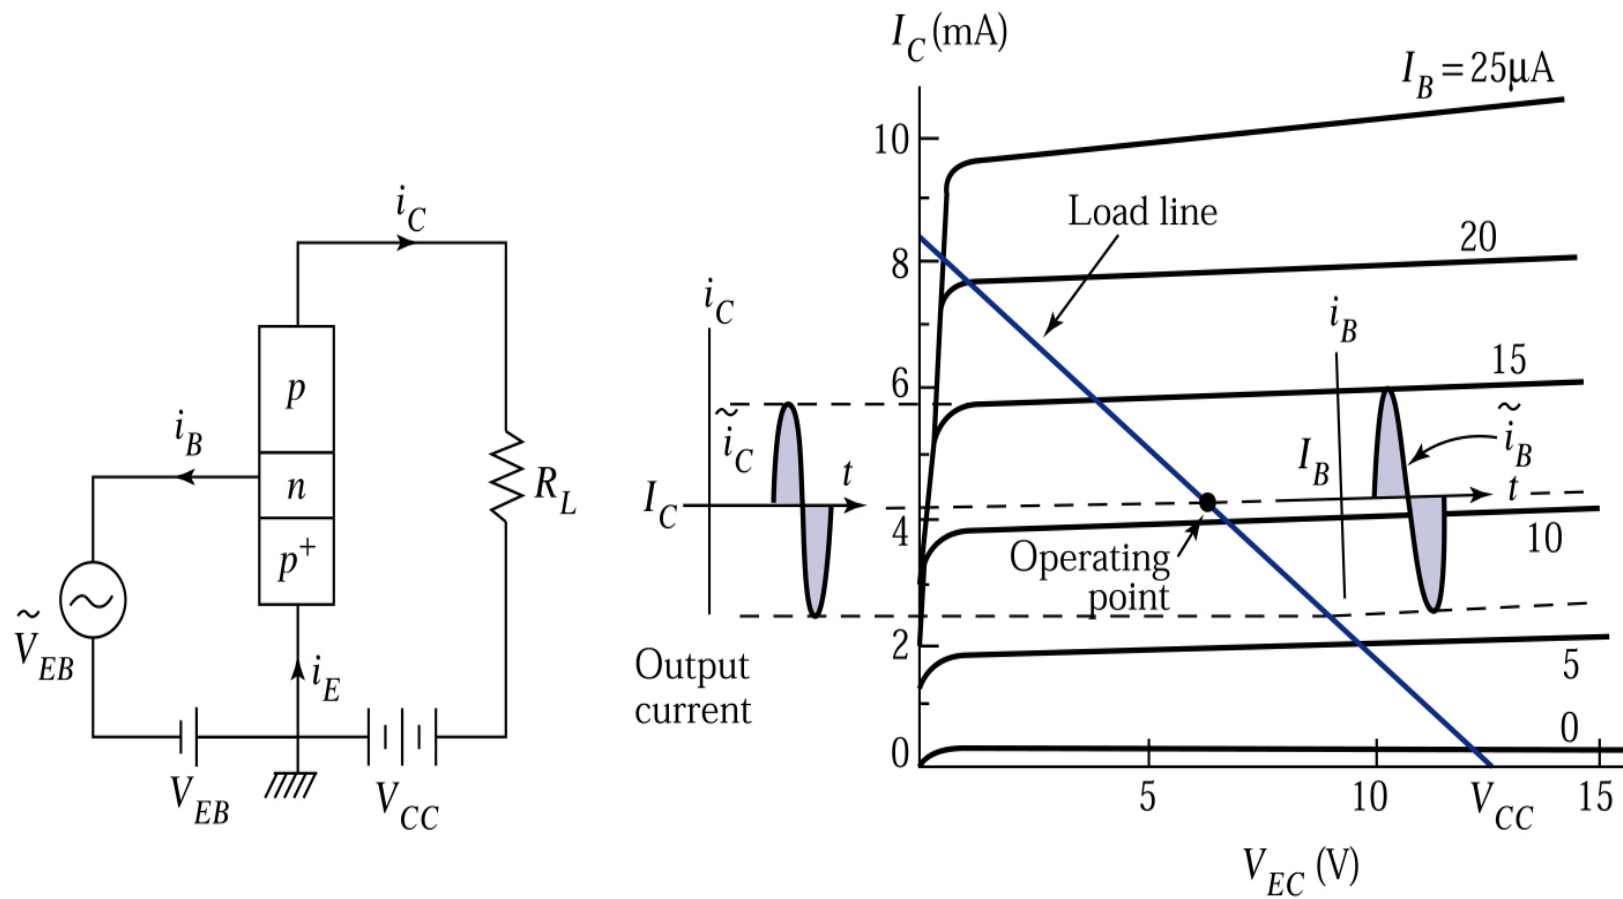 i_C
p
i_B
n
R_L
p⁺
Ṽ_EB
i_E
V_EB
V_CC
I_C (mA)
I_B = 25μA
10
Load line
20
8
i_C
i_B
15
6
ĩ_C
ĩ_B
I_B
t
t
I_C
4
10
Operating
point
2
Output
current
5
0
0
5
10
V_CC
15
V_EC (V)